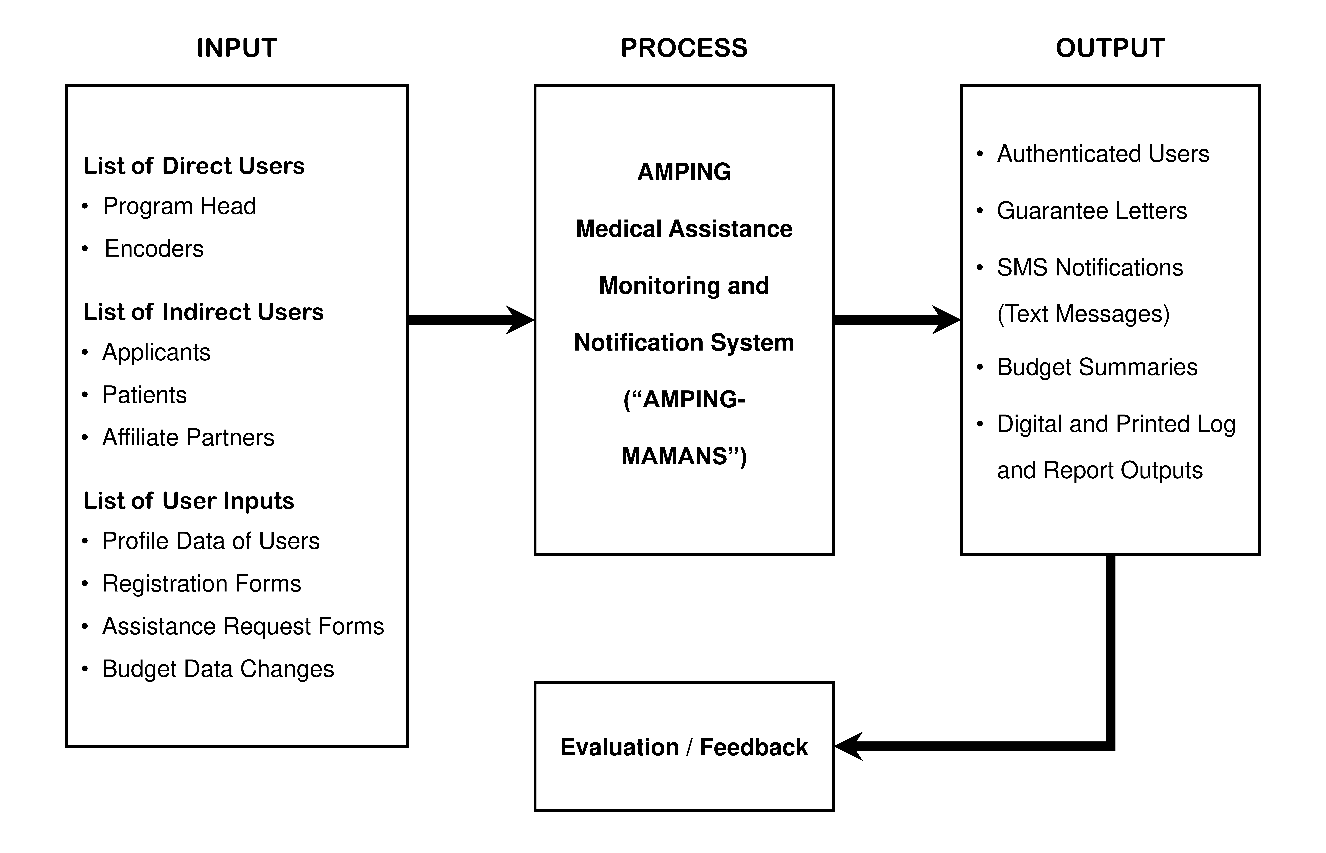 INPUT
List of Direct Users
• Program Head
• Encoders
List of Indirect Users
• Applicants
• Patients
• Affiliate Partners
List of User Inputs
• Profile Data of Users
• Registration Forms
• Assistance Request Forms
• Budget Data Changes
PROCESS
AMPING
Medical Assistance
Monitoring and
Notification System
(“AMPING-
MAMANS”)
OUTPUT
• Authenticated Users
• Guarantee Letters
• SMS Notifications
(Text Messages)
• Budget Summaries
• Digital and Printed Log
and Report Outputs
Evaluation / Feedback